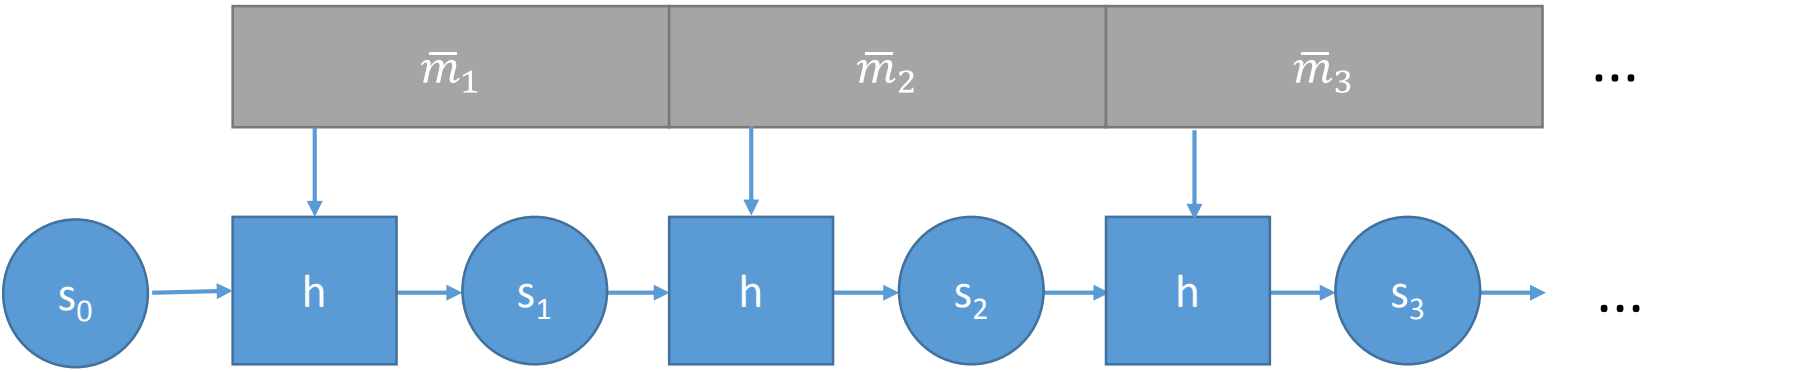 m̅₁ m̅₂ m̅₃ ...
s₀ h s₁ h s₂ h s₃ ...